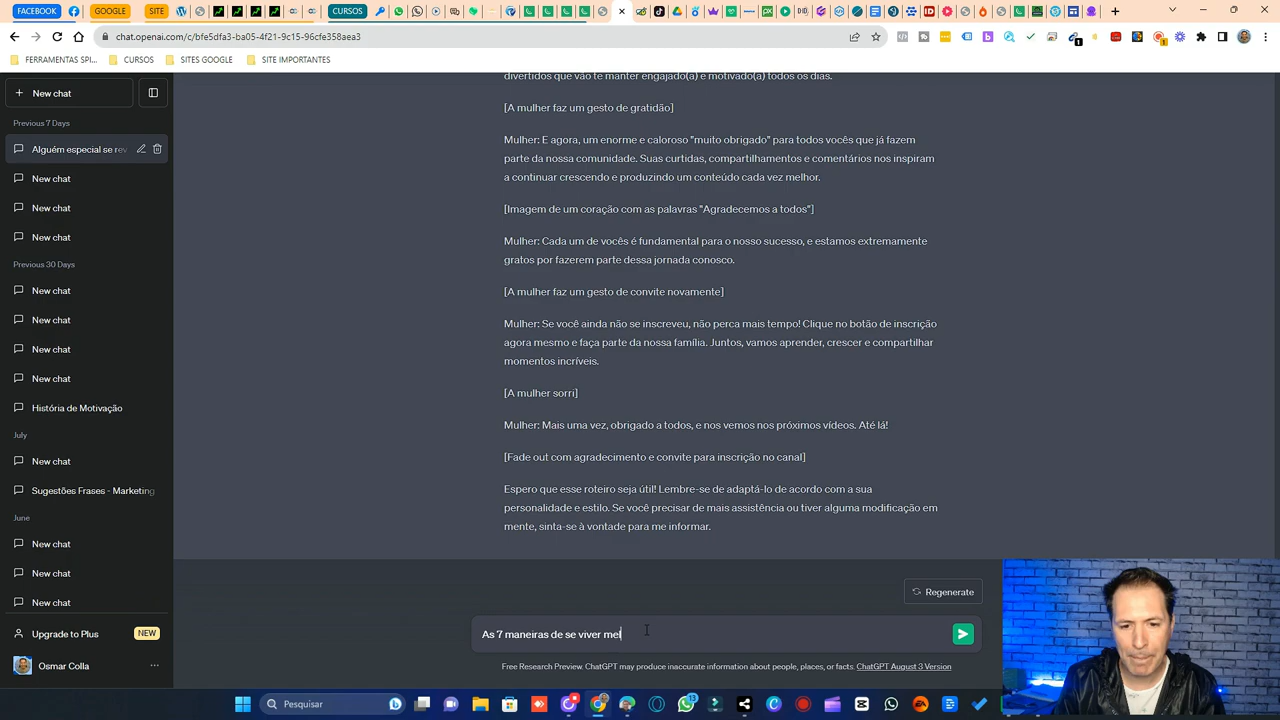 FACEBOOK
GOOGLE
SITE
CURSOS
chat.openai.com/c/bfe5dfa3-ba05-4f21-9c15-96cfe358aea3
FERRAMENTAS SPI...
CURSOS
SITES GOOGLE
SITE IMPORTANTES
New chat
Previous 7 Days
Alguém especial se rev
New chat
New chat
New chat
Previous 30 Days
New chat
New chat
New chat
New chat
História de Motivação
July
New chat
Sugestões Frases - Marketing
June
New chat
New chat
New chat
Upgrade to Plus
NEW
Osmar Colla
divertidos que vão te manter engajado(a) e motivado(a) todos os dias.
[A mulher faz um gesto de gratidão]
Mulher: E agora, um enorme e caloroso "muito obrigado" para todos vocês que já fazem
parte da nossa comunidade. Suas curtidas, compartilhamentos e comentários nos inspiram
a continuar crescendo e produzindo um conteúdo cada vez melhor.
[Imagem de um coração com as palavras "Agradecemos a todos"]
Mulher: Cada um de vocês é fundamental para o nosso sucesso, e estamos extremamente
gratos por fazerem parte dessa jornada conosco.
[A mulher faz um gesto de convite novamente]
Mulher: Se você ainda não se inscreveu, não perca mais tempo! Clique no botão de inscrição
agora mesmo e faça parte da nossa família. Juntos, vamos aprender, crescer e compartilhar
momentos incríveis.
[A mulher sorri]
Mulher: Mais uma vez, obrigado a todos, e nos vemos nos próximos vídeos. Até lá!
[Fade out com agradecimento e convite para inscrição no canal]
Espero que esse roteiro seja útil! Lembre-se de adaptá-lo de acordo com a sua
personalidade e estilo. Se você precisar de mais assistência ou tiver alguma modificação em
mente, sinta-se à vontade para me informar.
Regenerate
As 7 maneiras de se viver mel
Free Research Preview. ChatGPT may produce inaccurate information about people, places, or facts. ChatGPT August 3 Version
Pesquisar
13